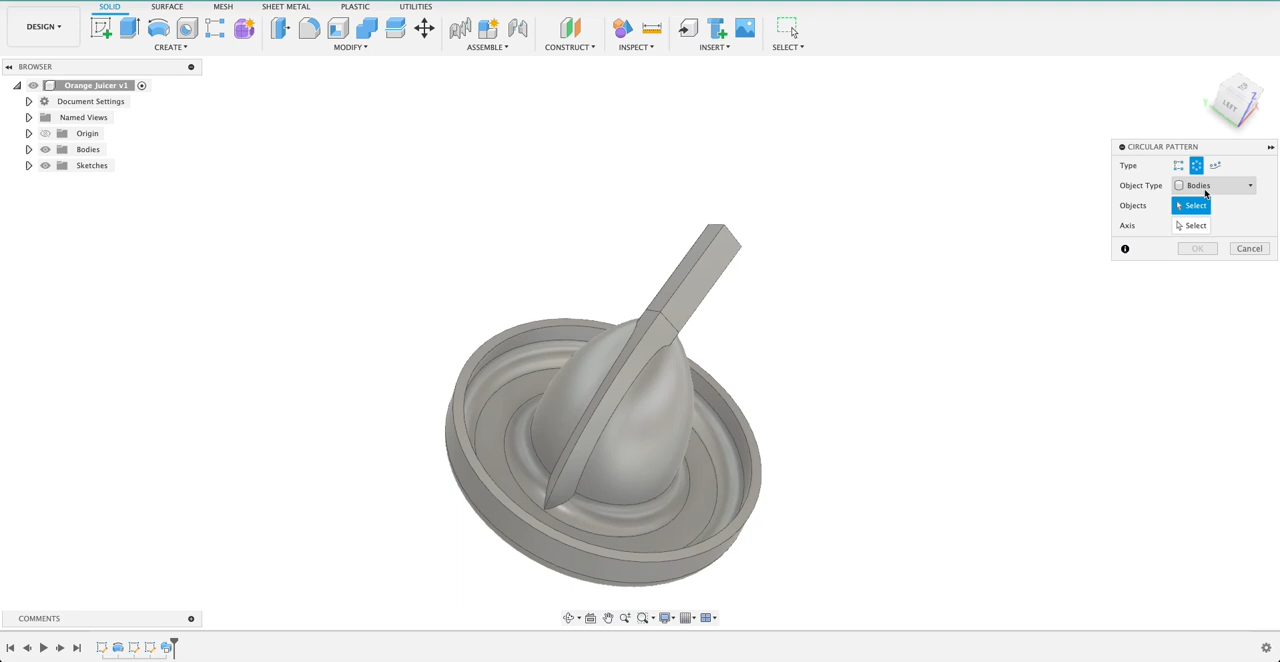 SOLID SURFACE MESH SHEET METAL PLASTIC UTILITIES
DESIGN
CREATE MODIFY ASSEMBLE CONSTRUCT INSPECT INSERT SELECT
BROWSER
Orange Juicer v1
Document Settings
Named Views
Origin
Bodies
Sketches
LEFT
Z
Y
CIRCULAR PATTERN
Type
Object Type Bodies
Objects Select
Axis Select
OK Cancel
COMMENTS